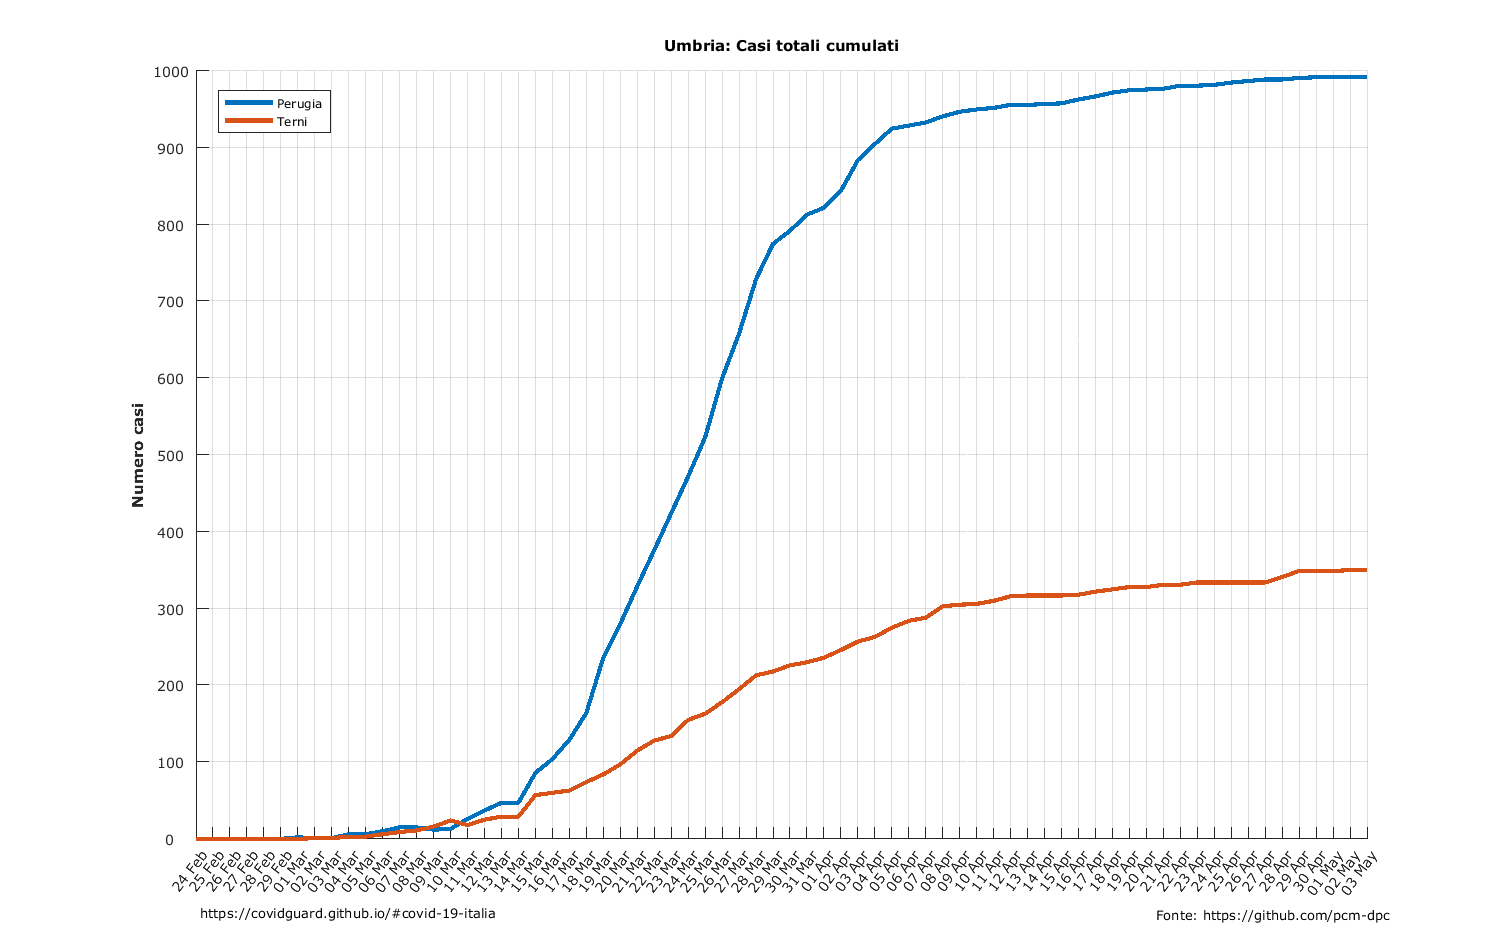 Umbria: Casi totali cumulati
Perugia
Terni
Numero casi
1000
900
800
700
600
500
400
300
200
100
0
24 Feb
25 Feb
26 Feb
27 Feb
28 Feb
29 Feb
01 Mar
02 Mar
03 Mar
04 Mar
05 Mar
06 Mar
07 Mar
08 Mar
09 Mar
10 Mar
11 Mar
12 Mar
13 Mar
14 Mar
15 Mar
16 Mar
17 Mar
18 Mar
19 Mar
20 Mar
21 Mar
22 Mar
23 Mar
24 Mar
25 Mar
26 Mar
27 Mar
28 Mar
29 Mar
30 Mar
31 Mar
01 Apr
02 Apr
03 Apr
04 Apr
05 Apr
06 Apr
07 Apr
08 Apr
09 Apr
10 Apr
11 Apr
12 Apr
13 Apr
14 Apr
15 Apr
16 Apr
17 Apr
18 Apr
19 Apr
20 Apr
21 Apr
22 Apr
23 Apr
24 Apr
25 Apr
26 Apr
27 Apr
28 Apr
29 Apr
30 Apr
01 May
02 May
03 May
https://covidguard.github.io/#covid-19-italia
Fonte: https://github.com/pcm-dpc